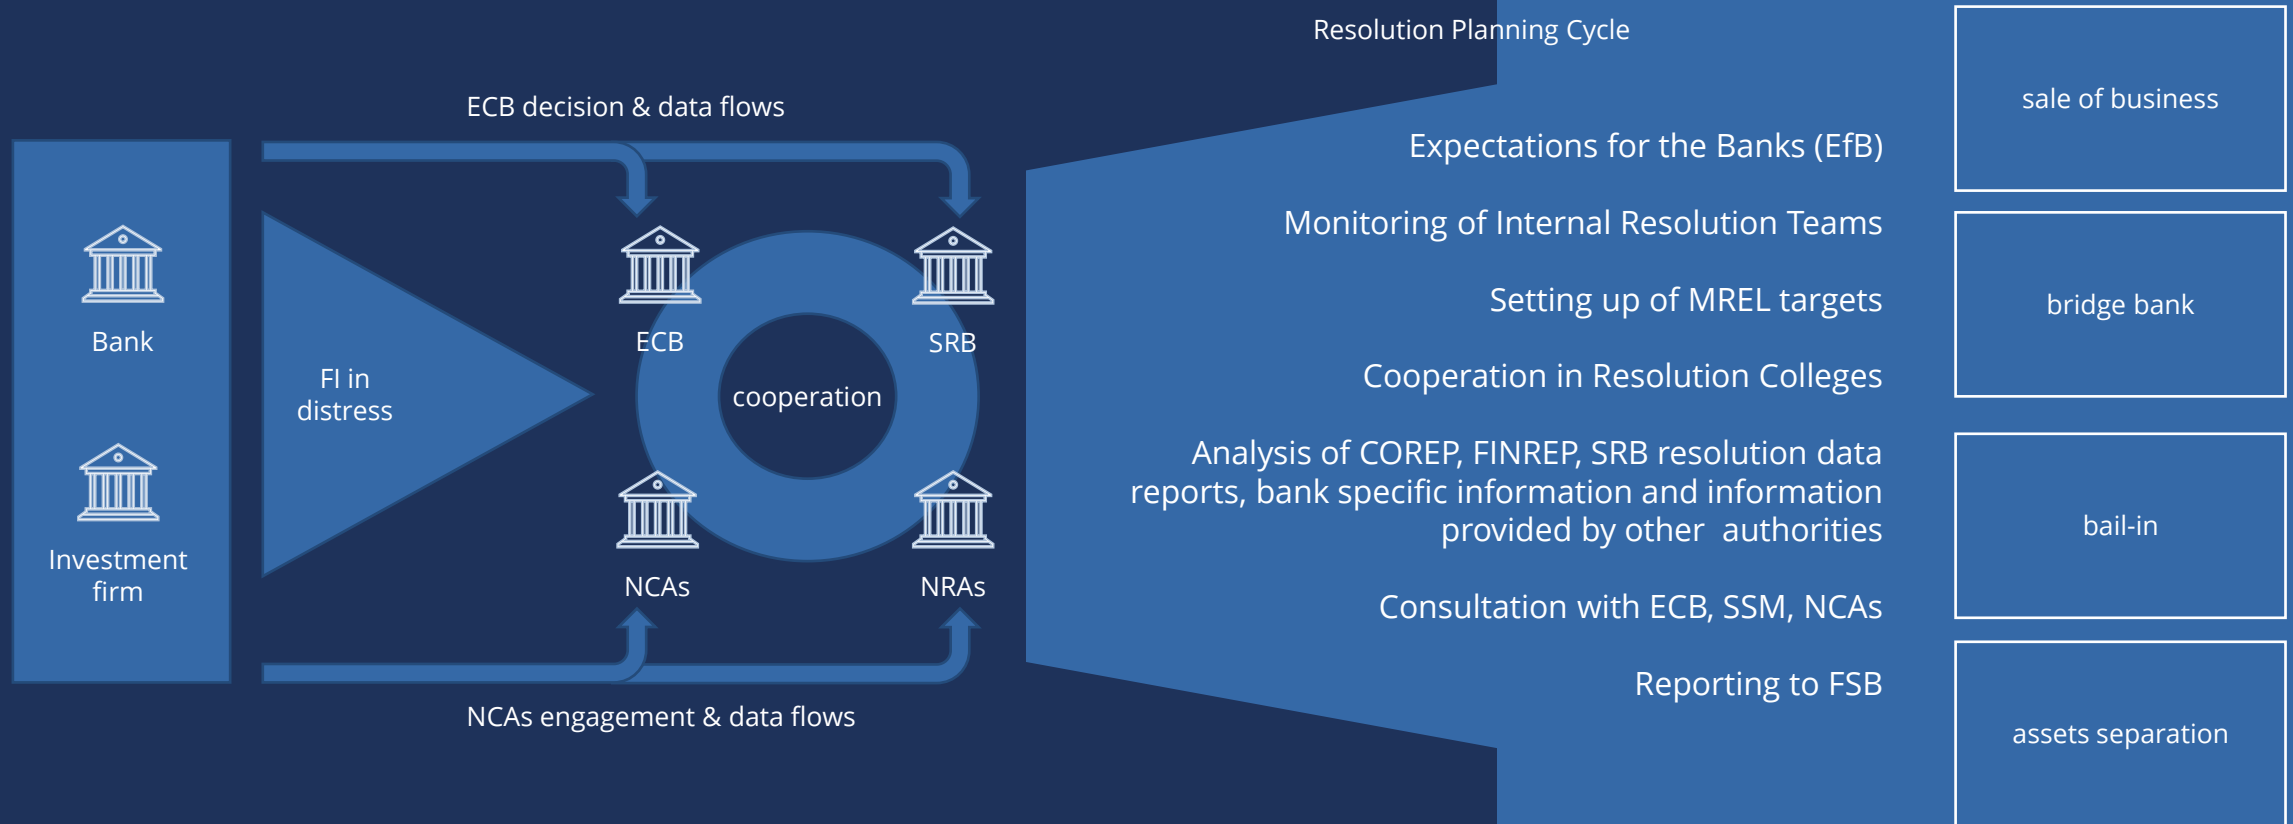 Resolution Planning Cycle
ECB decision & data flows
Bank
Investment
firm
FI in
distress
ECB
SRB
cooperation
NCAs
NRAs
NCAs engagement & data flows
Expectations for the Banks (EfB)
Monitoring of Internal Resolution Teams
Setting up of MREL targets
Cooperation in Resolution Colleges
Analysis of COREP, FINREP, SRB resolution data
reports, bank specific information and information
provided by other  authorities
Consultation with ECB, SSM, NCAs
Reporting to FSB
sale of business
bridge bank
bail-in
assets separation